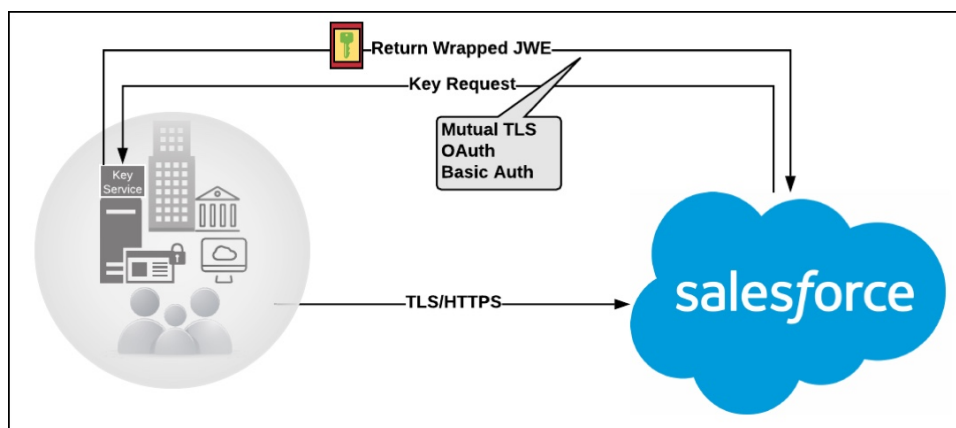 Return Wrapped JWE
Key Request
Mutual TLS
OAuth
Basic Auth
Key
Service
TLS/HTTPS
salesforce